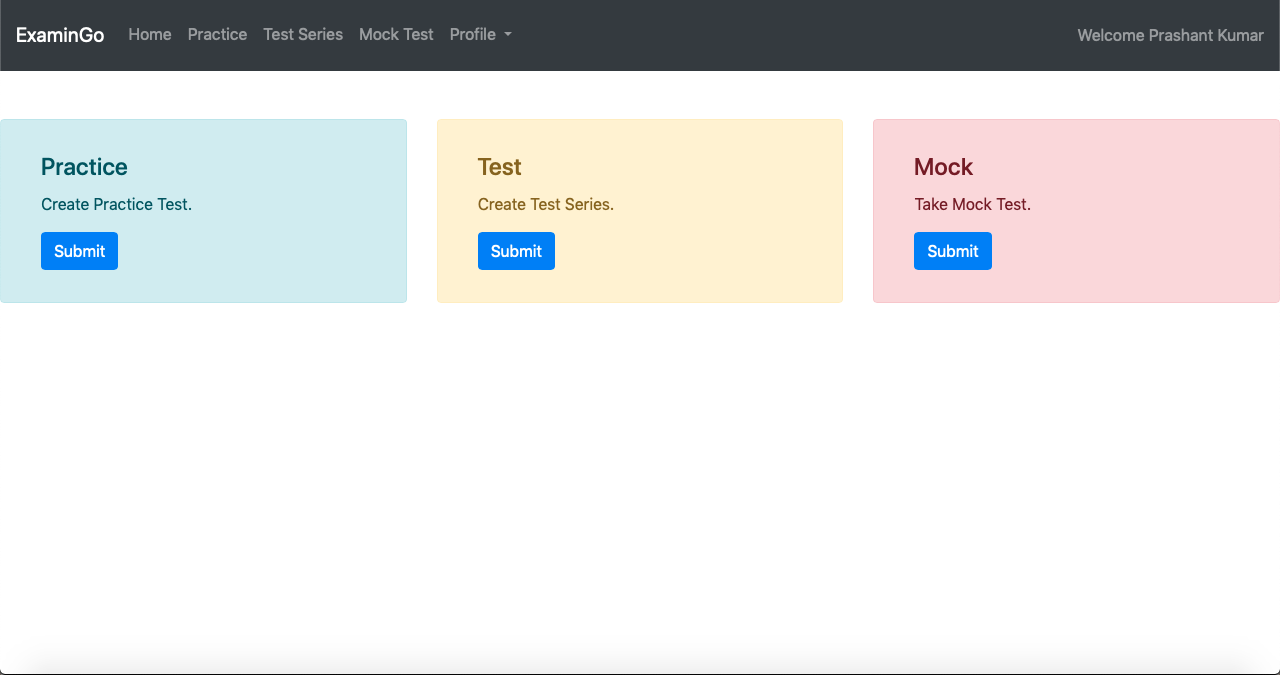 ExaminGo Home Practice Test Series Mock Test Profile Welcome Prashant Kumar
Practice
Create Practice Test.
Submit
Test
Create Test Series.
Submit
Mock
Take Mock Test.
Submit